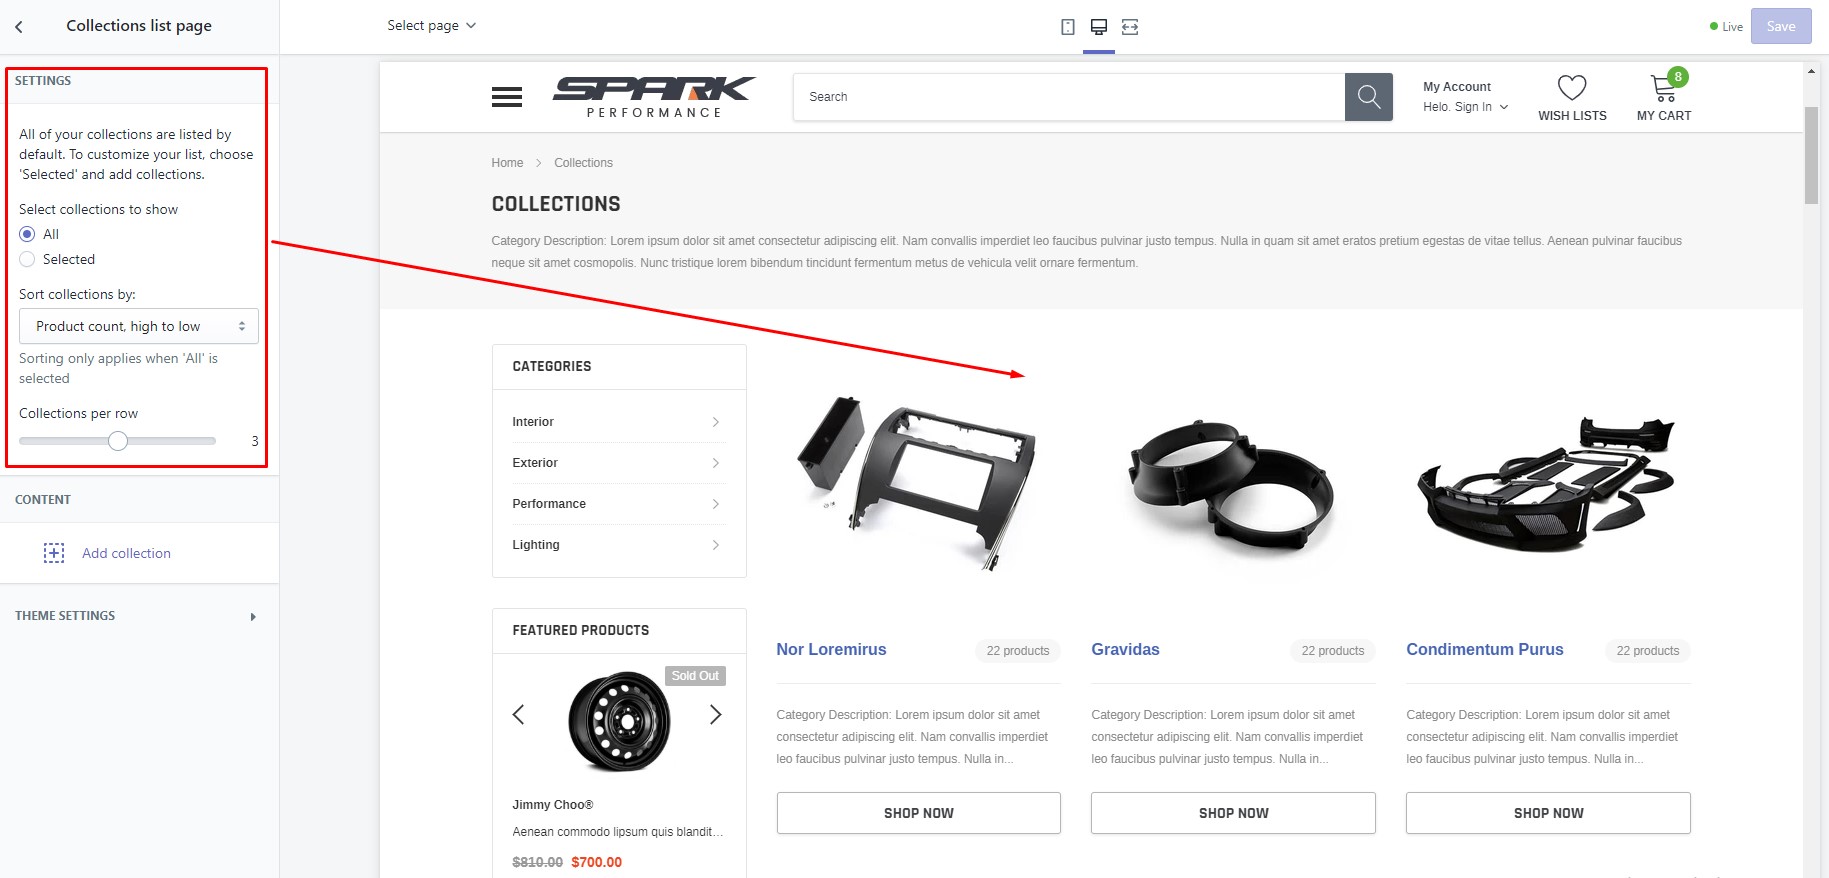 Collections list page
Select page
Live
Save
SETTINGS
All of your collections are listed by
default. To customize your list, choose
'Selected' and add collections.
Select collections to show
All
Selected
Sort collections by:
Product count, high to low
Sorting only applies when 'All' is
selected
Collections per row
3
CONTENT
Add collection
THEME SETTINGS
SPARK
PERFORMANCE
Search
My Account
Helo. Sign In
WISH LISTS
8
MY CART
Home
Collections
COLLECTIONS
Category Description: Lorem ipsum dolor sit amet consectetur adipiscing elit. Nam convallis imperdiet leo faucibus pulvinar justo tempus. Nulla in quam sit amet eratos pretium egestas de vitae tellus. Aenean pulvinar faucibus
neque sit amet cosmopolis. Nunc tristique lorem bibendum tincidunt fermentum metus de vehicula velit ornare fermentum.
CATEGORIES
Interior
Exterior
Performance
Lighting
FEATURED PRODUCTS
Sold Out
Jimmy Choo®
Aenean commodo lipsum quis blandit...
$810.00 $700.00
Nor Loremirus
22 products
Category Description: Lorem ipsum dolor sit amet
consectetur adipiscing elit. Nam convallis imperdiet
leo faucibus pulvinar justo tempus. Nulla in...
SHOP NOW
Gravidas
22 products
Category Description: Lorem ipsum dolor sit amet
consectetur adipiscing elit. Nam convallis imperdiet
leo faucibus pulvinar justo tempus. Nulla in...
SHOP NOW
Condimentum Purus
22 products
Category Description: Lorem ipsum dolor sit amet
consectetur adipiscing elit. Nam convallis imperdiet
leo faucibus pulvinar justo tempus. Nulla in...
SHOP NOW